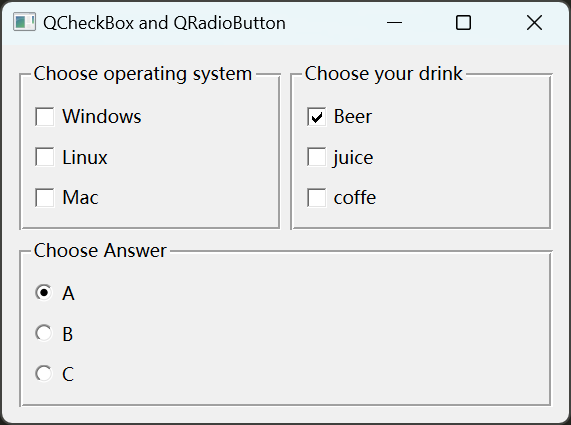 QCheckBox and QRadioButton
Choose operating system
Windows
Linux
Mac
Choose your drink
Beer
juice
coffe
Choose Answer
A
B
C